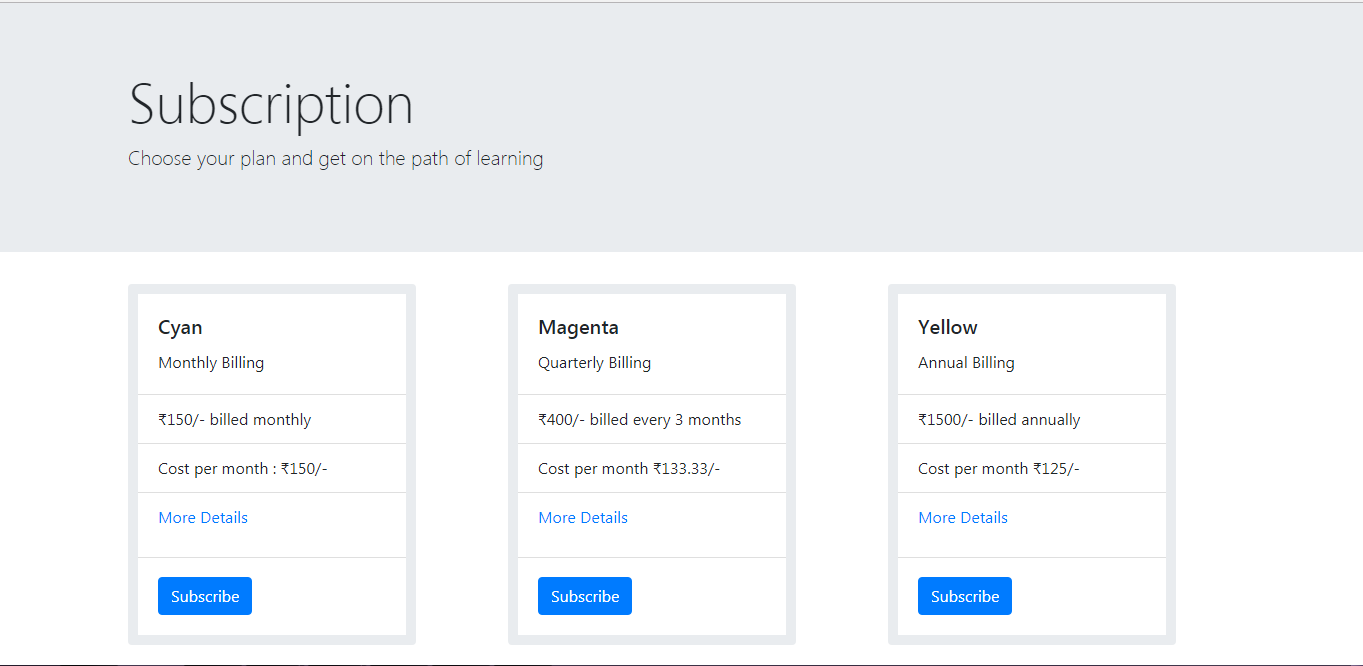 Subscription
Choose your plan and get on the path of learning
Cyan
Monthly Billing
₹150/- billed monthly
Cost per month : ₹150/-
More Details
Subscribe
Magenta
Quarterly Billing
₹400/- billed every 3 months
Cost per month ₹133.33/-
More Details
Subscribe
Yellow
Annual Billing
₹1500/- billed annually
Cost per month ₹125/-
More Details
Subscribe